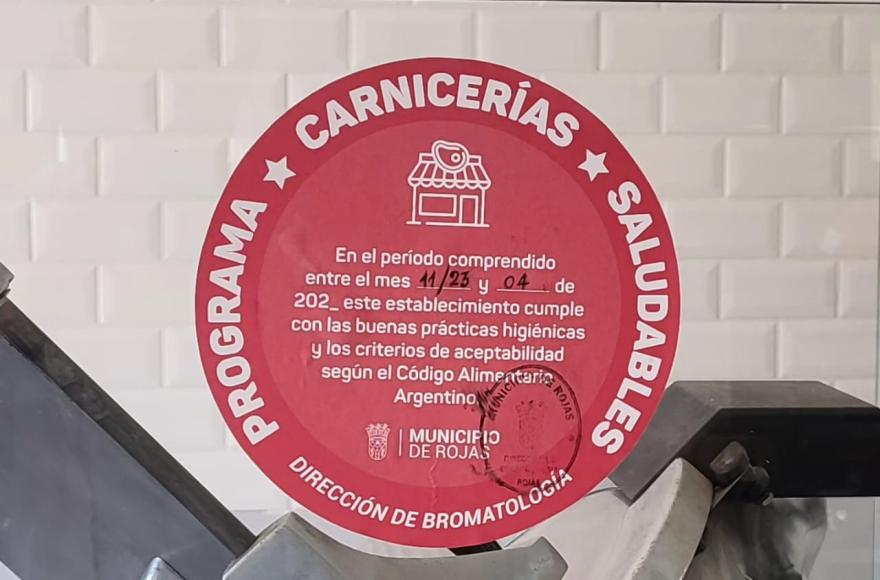 PROGRAMA ★ CARNICERÍAS ★ SALUDABLES
En el período comprendido
entre el mes 11/23 y 04 de
202_ este establecimiento cumple
con las buenas prácticas higiénicas
y los criterios de aceptabilidad
según el Código Alimentario
Argentino
MUNICIPIO
DE ROJAS
DIRECCIÓN DE BROMATOLOGÍA
ROJAS
ROJAS